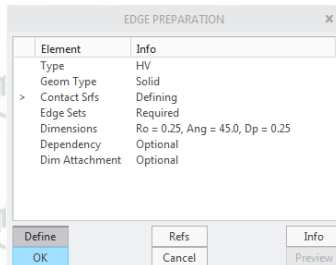 EDGE PREPARATION x
Element Info
Type HV
Geom Type Solid
> Contact Srfs Defining
Edge Sets Required
Dimensions Ro = 0.25, Ang = 45.0, Dp = 0.25
Dependency Optional
Dim Attachment Optional
Define Refs Info
OK Cancel Preview